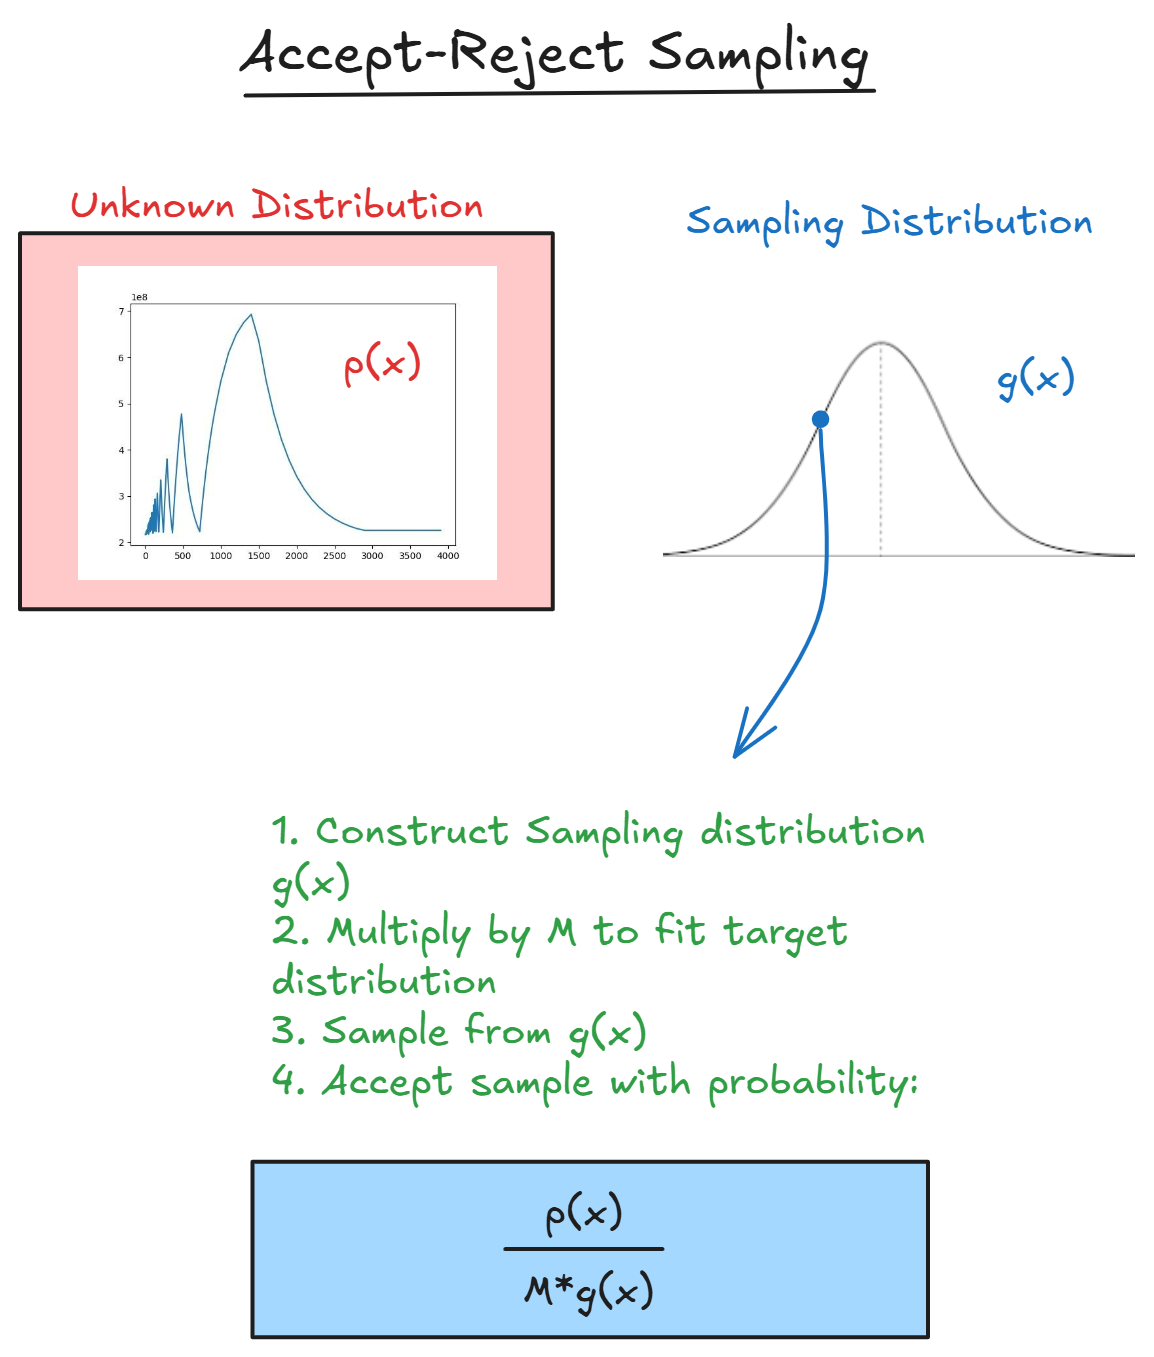 Accept-Reject Sampling
Unknown Distribution
Sampling Distribution
1e8
7
6
5
4
3
2
0 500 1000 1500 2000 2500 3000 3500 4000
p(x)
g(x)
1. Construct Sampling distribution
g(x)
2. Multiply by M to fit target
distribution
3. Sample from g(x)
4. Accept sample with probability:
p(x)
M*g(x)